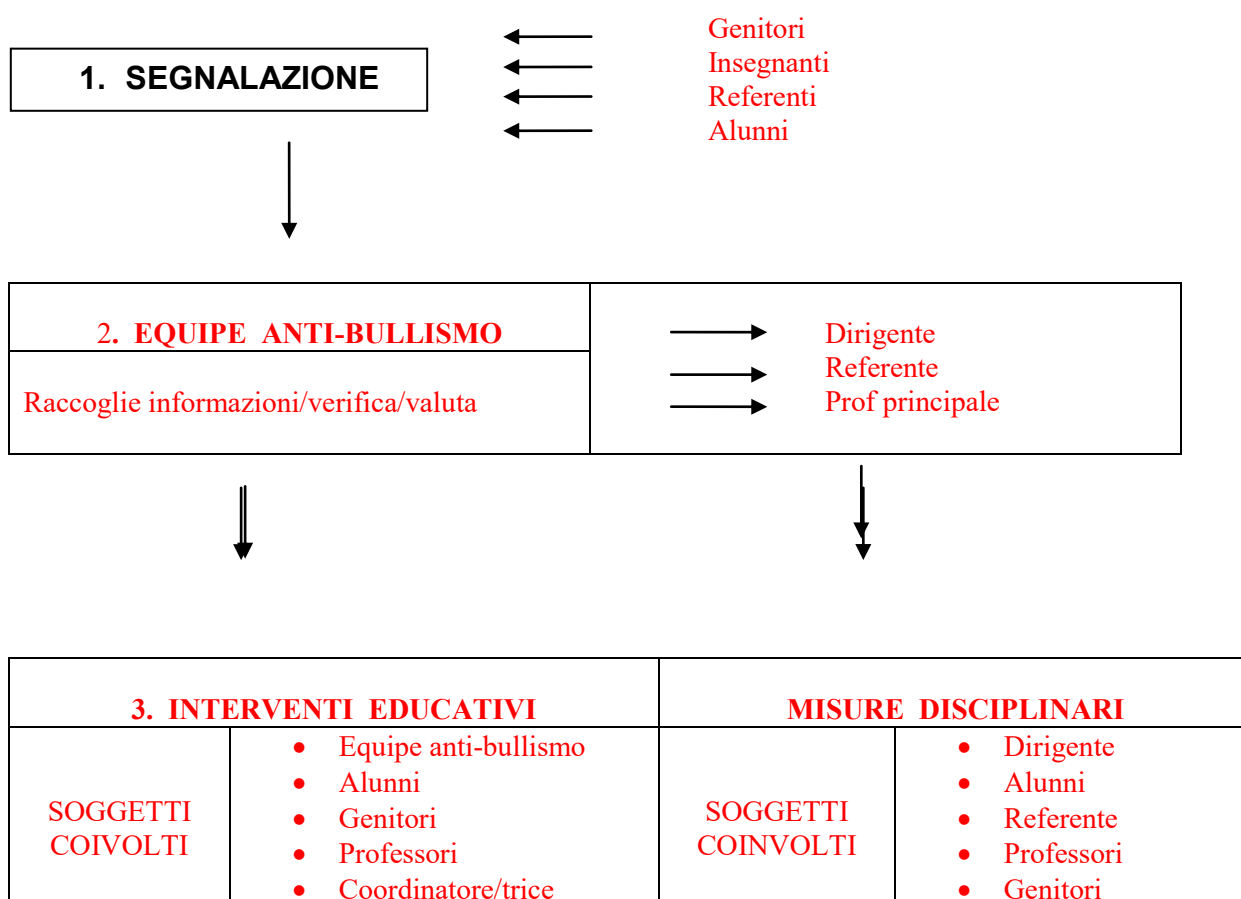 1. SEGNALAZIONE
Genitori
Insegnanti
Referenti
Alunni
2. EQUIPE ANTI-BULLISMO
Raccoglie informazioni/verifica/valuta
Dirigente
Referente
Prof principale
3. INTERVENTI EDUCATIVI
MISURE DISCIPLINARI
SOGGETTI
COIVOLTI
• Equipe anti-bullismo
• Alunni
• Genitori
• Professori
• Coordinatore/trice
SOGGETTI
COINVOLTI
• Dirigente
• Alunni
• Referente
• Professori
• Genitori